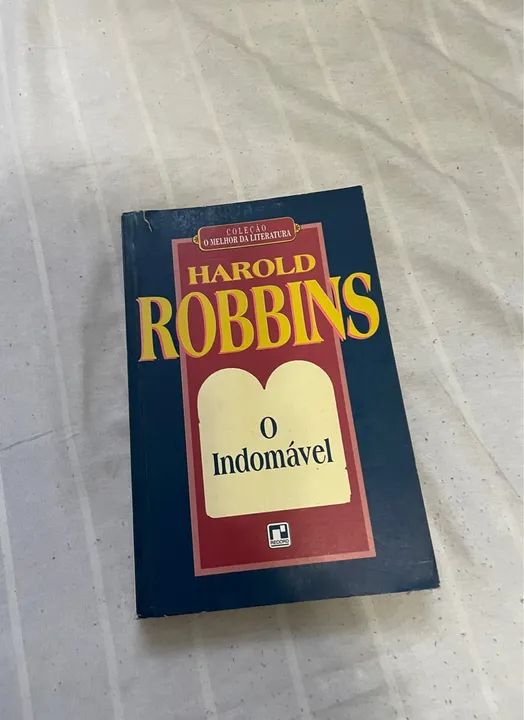 COLEÇÃO
O MELHOR DA LITERATURA
HAROLD
ROBBINS
O
Indomável
RECORD